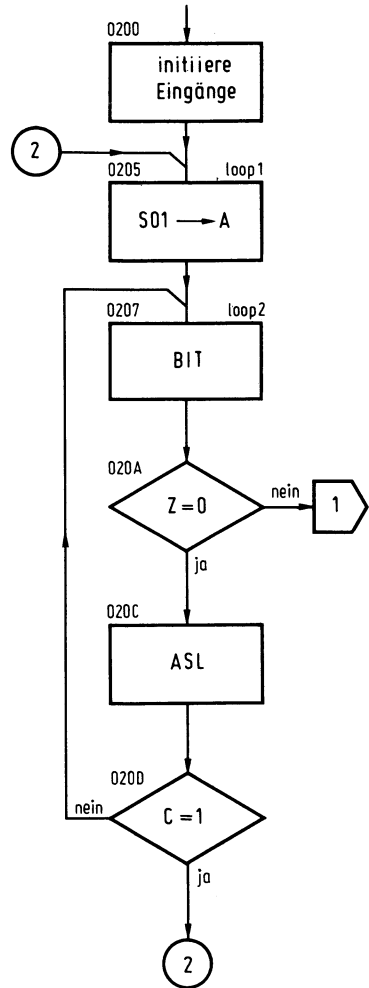 0200
initiiere
Eingänge
2
0205 loop1
S01 → A
0207 loop2
BIT
020A
Z = 0
nein
1
ja
020C
ASL
020D
C = 1
nein
ja
2